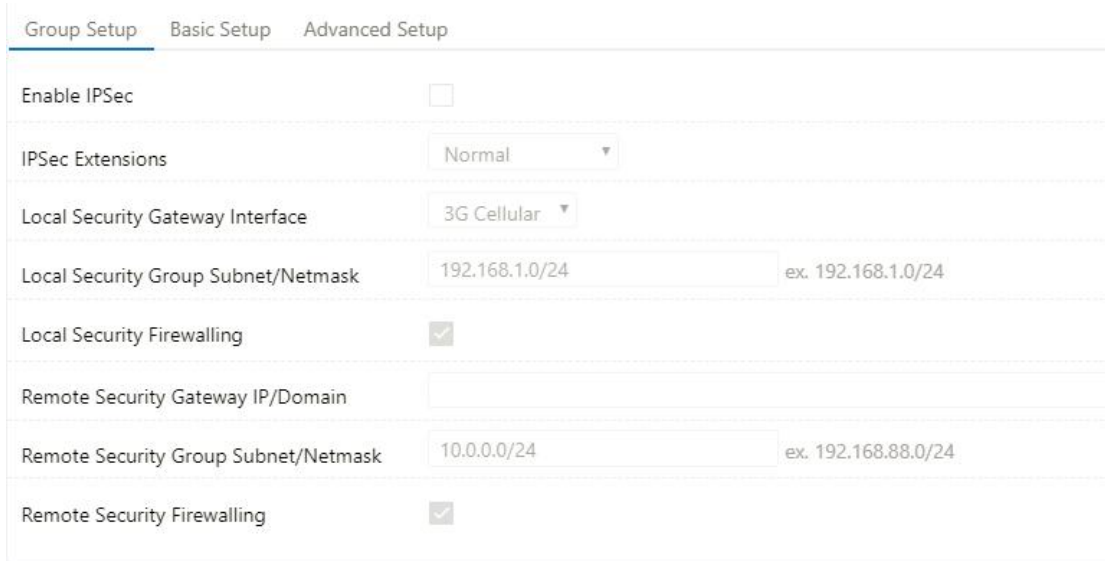 Group Setup Basic Setup Advanced Setup
Enable IPSec
IPSec Extensions Normal
Local Security Gateway Interface 3G Cellular
Local Security Group Subnet/Netmask 192.168.1.0/24 ex. 192.168.1.0/24
Local Security Firewalling
Remote Security Gateway IP/Domain
Remote Security Group Subnet/Netmask 10.0.0.0/24 ex. 192.168.88.0/24
Remote Security Firewalling